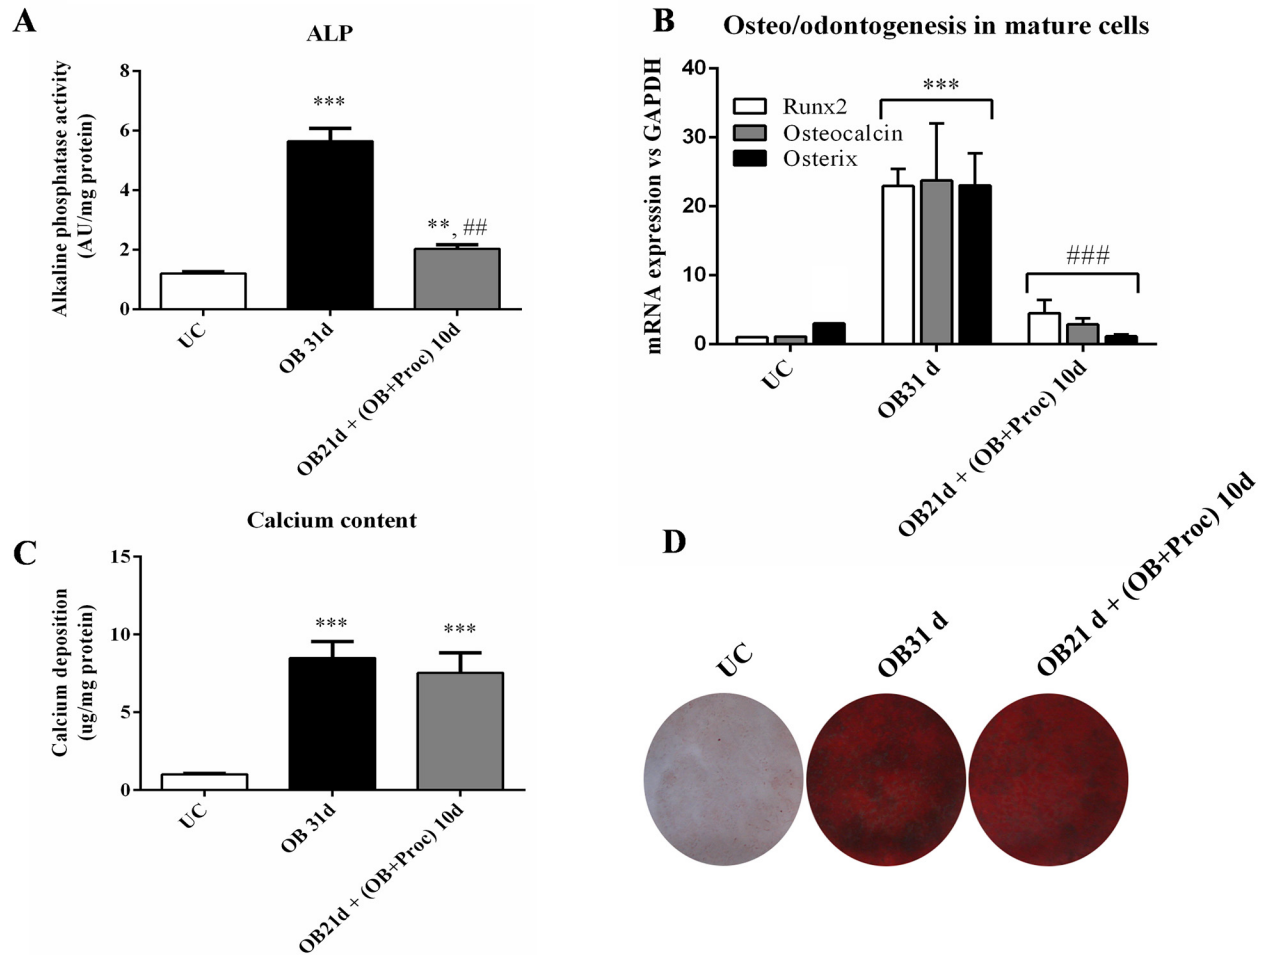 A
ALP
Alkaline phosphatase activity
(AU/mg protein)
8
6
4
2
0
***
**, ##
UC
OB 31d
OB21d + (OB+Proc) 10d
B
Osteo/odontogenesis in mature cells
mRNA expression vs GAPDH
40
30
20
10
0
Runx2
Osteocalcin
Osterix
***
###
UC
OB31 d
OB21d + (OB+Proc) 10d
C
Calcium content
Calcium deposition
(ug/mg protein)
15
10
5
0
***
***
UC
OB 31d
OB21d + (OB+Proc) 10d
D
UC
OB31 d
OB21 d + (OB+Proc) 10d